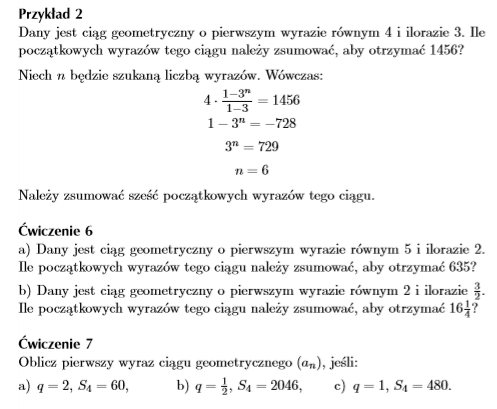 Przykład 2
Dany jest ciąg geometryczny o pierwszym wyrazie równym 4 i ilorazie 3. Ile
początkowych wyrazów tego ciągu należy zsumować, aby otrzymać 1456?
Niech n będzie szukaną liczbą wyrazów. Wówczas:
4 · \frac{1−3^n}{1−3} = 1456
1 − 3^n = −728
3^n = 729
n = 6
Należy zsumować sześć początkowych wyrazów tego ciągu.
Ćwiczenie 6
a) Dany jest ciąg geometryczny o pierwszym wyrazie równym 5 i ilorazie 2.
Ile początkowych wyrazów tego ciągu należy zsumować, aby otrzymać 635?
b) Dany jest ciąg geometryczny o pierwszym wyrazie równym 2 i ilorazie \frac{3}{2}.
Ile początkowych wyrazów tego ciągu należy zsumować, aby otrzymać 16\frac{1}{4}?
Ćwiczenie 7
Oblicz pierwszy wyraz ciągu geometrycznego (a_n), jeśli:
a) q = 2, S_4 = 60, b) q = \frac{1}{2}, S_4 = 2046, c) q = 1, S_4 = 480.